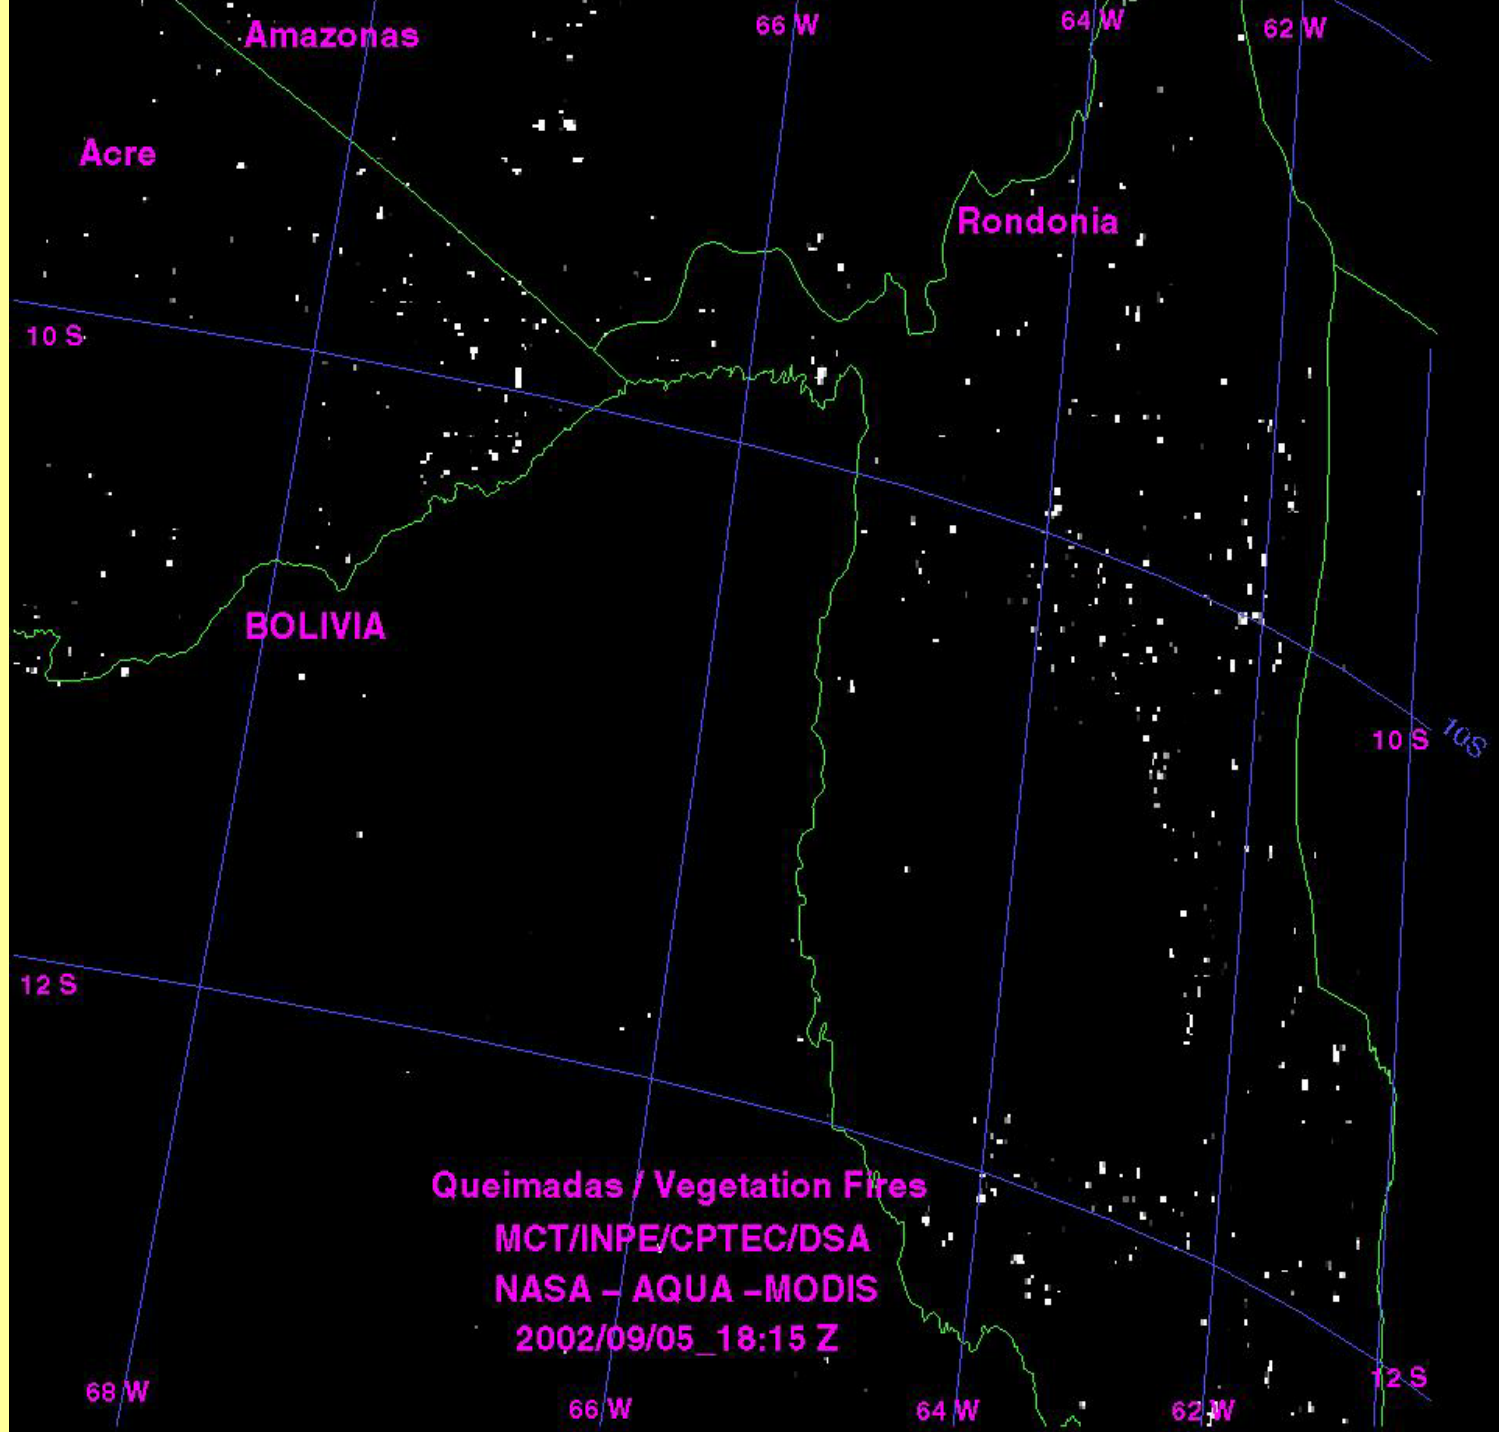 66 W
64 W
62 W
Amazonas
Acre
Rondonia
10 S
BOLIVIA
10 S
10S
12 S
Queimadas / Vegetation Fires
MCT/INPE/CPTEC/DSA
NASA – AQUA –MODIS
2002/09/05_18:15 Z
12 S
68 W
66 W
64 W
62 W